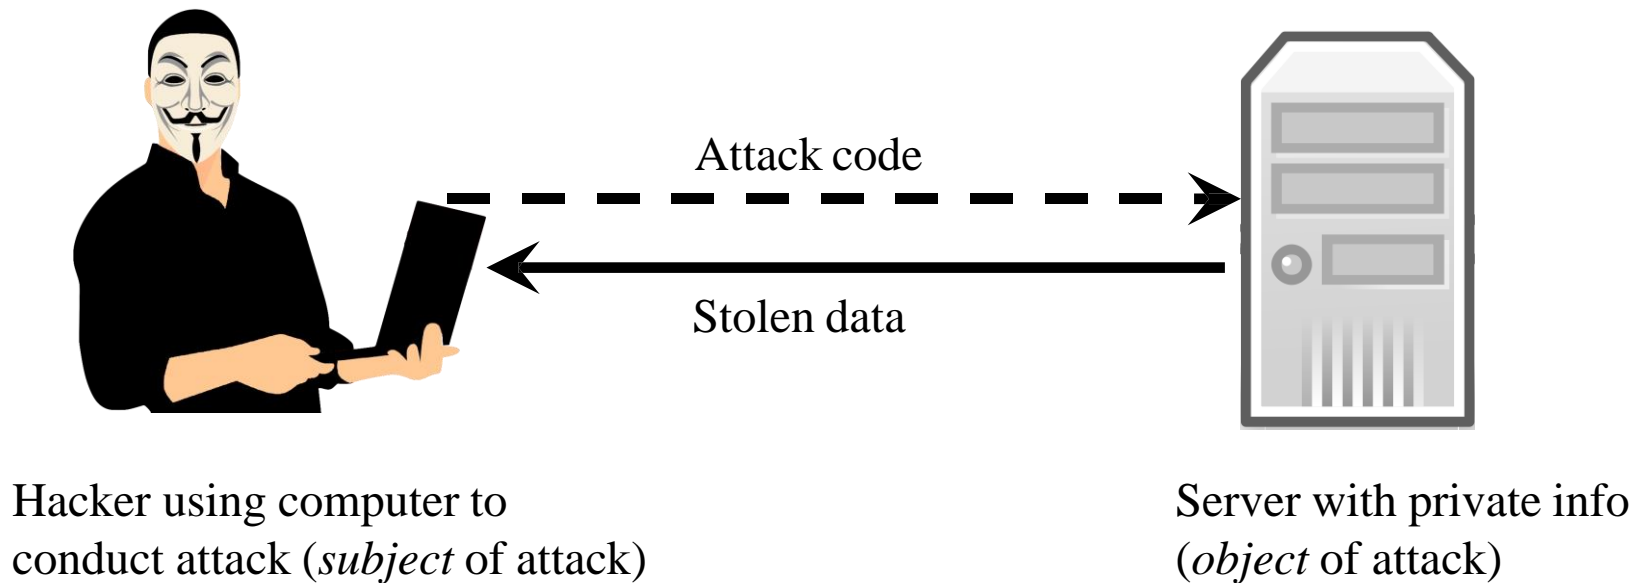 Attack code
Stolen data
Hacker using computer to
conduct attack (subject of attack)
Server with private info
(object of attack)